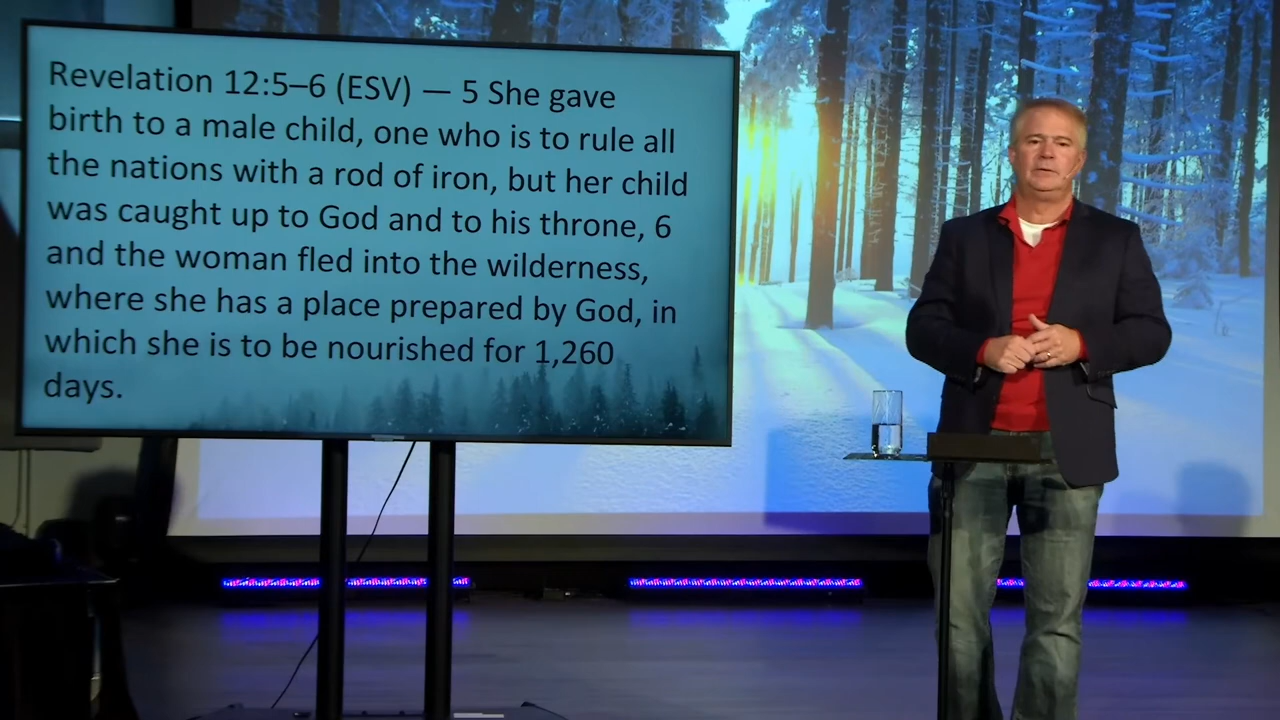 Revelation 12:5–6 (ESV) — 5 She gave
birth to a male child, one who is to rule all
the nations with a rod of iron, but her child
was caught up to God and to his throne, 6
and the woman fled into the wilderness,
where she has a place prepared by God, in
which she is to be nourished for 1,260
days.